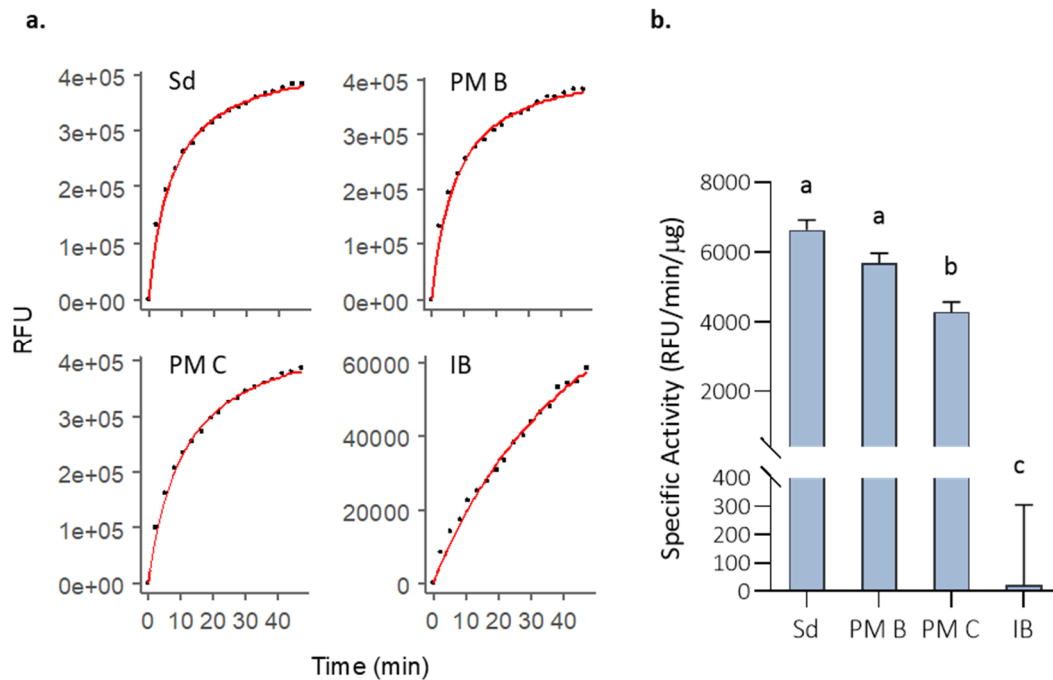 a.
Sd
4e+05
3e+05
2e+05
1e+05
0e+00
PM B
4e+05
3e+05
2e+05
1e+05
0e+00
PM C
4e+05
3e+05
2e+05
1e+05
0e+00
0 10 20 30 40
IB
60000
40000
20000
0
0 10 20 30 40
RFU
Time (min)
b.
Specific Activity (RFU/min/µg)
8000
6000
4000
2000
400
300
200
100
0
a
a
b
c
Sd PM B PM C IB